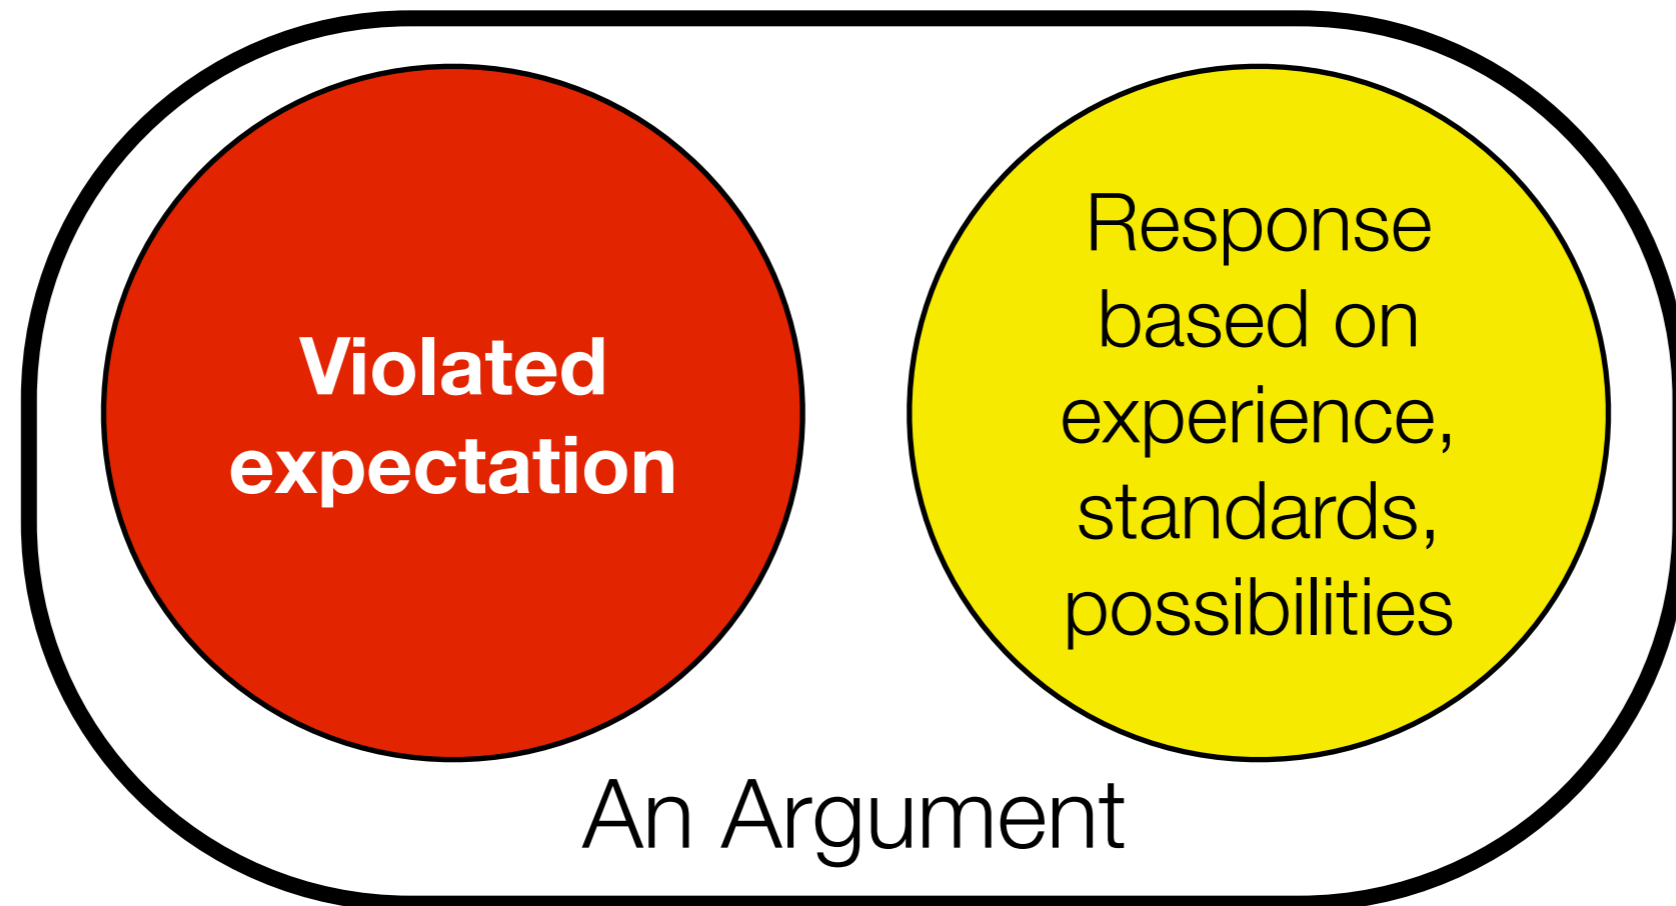 Violated
expectation
Response
based on
experience,
standards,
possibilities
An Argument